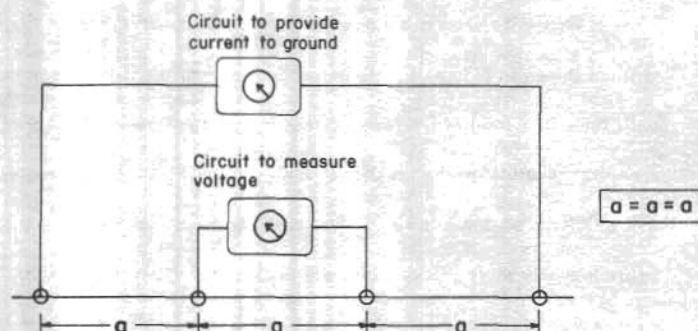 Circuit to provide
current to ground
Circuit to measure
voltage
a = a = a
a a a